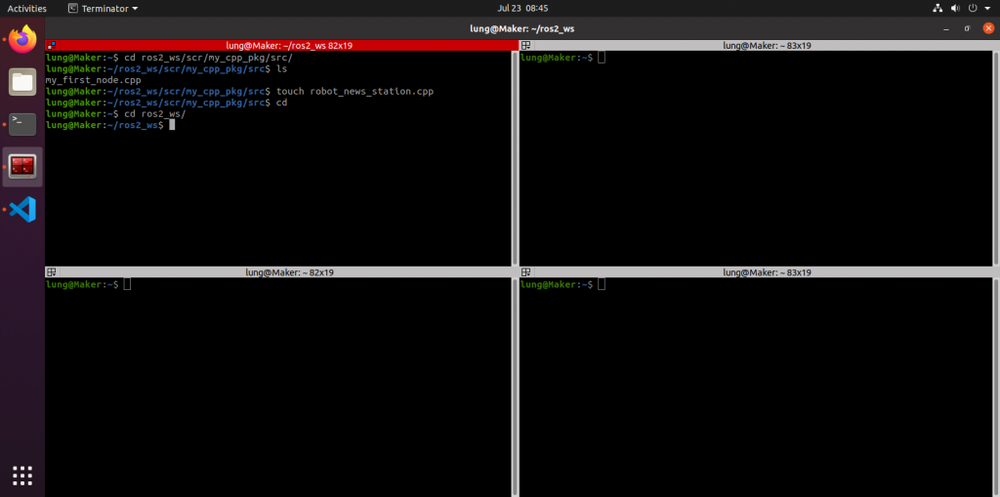 Activities
Terminator
Jul 23 08:45
lung@Maker: ~/ros2_ws
lung@Maker: ~/ros2_ws 82x19
lung@Maker:~$ cd ros2_ws/scr/my_cpp_pkg/src/
lung@Maker:~/ros2_ws/scr/my_cpp_pkg/src$ ls
my_first_node.cpp
lung@Maker:~/ros2_ws/scr/my_cpp_pkg/src$ touch robot_news_station.cpp
lung@Maker:~/ros2_ws/scr/my_cpp_pkg/src$ cd
lung@Maker:~$ cd ros2_ws/
lung@Maker:~/ros2_ws$
lung@Maker: ~ 83x19
lung@Maker:~$
lung@Maker: ~ 82x19
lung@Maker:~$
lung@Maker: ~ 83x19
lung@Maker:~$